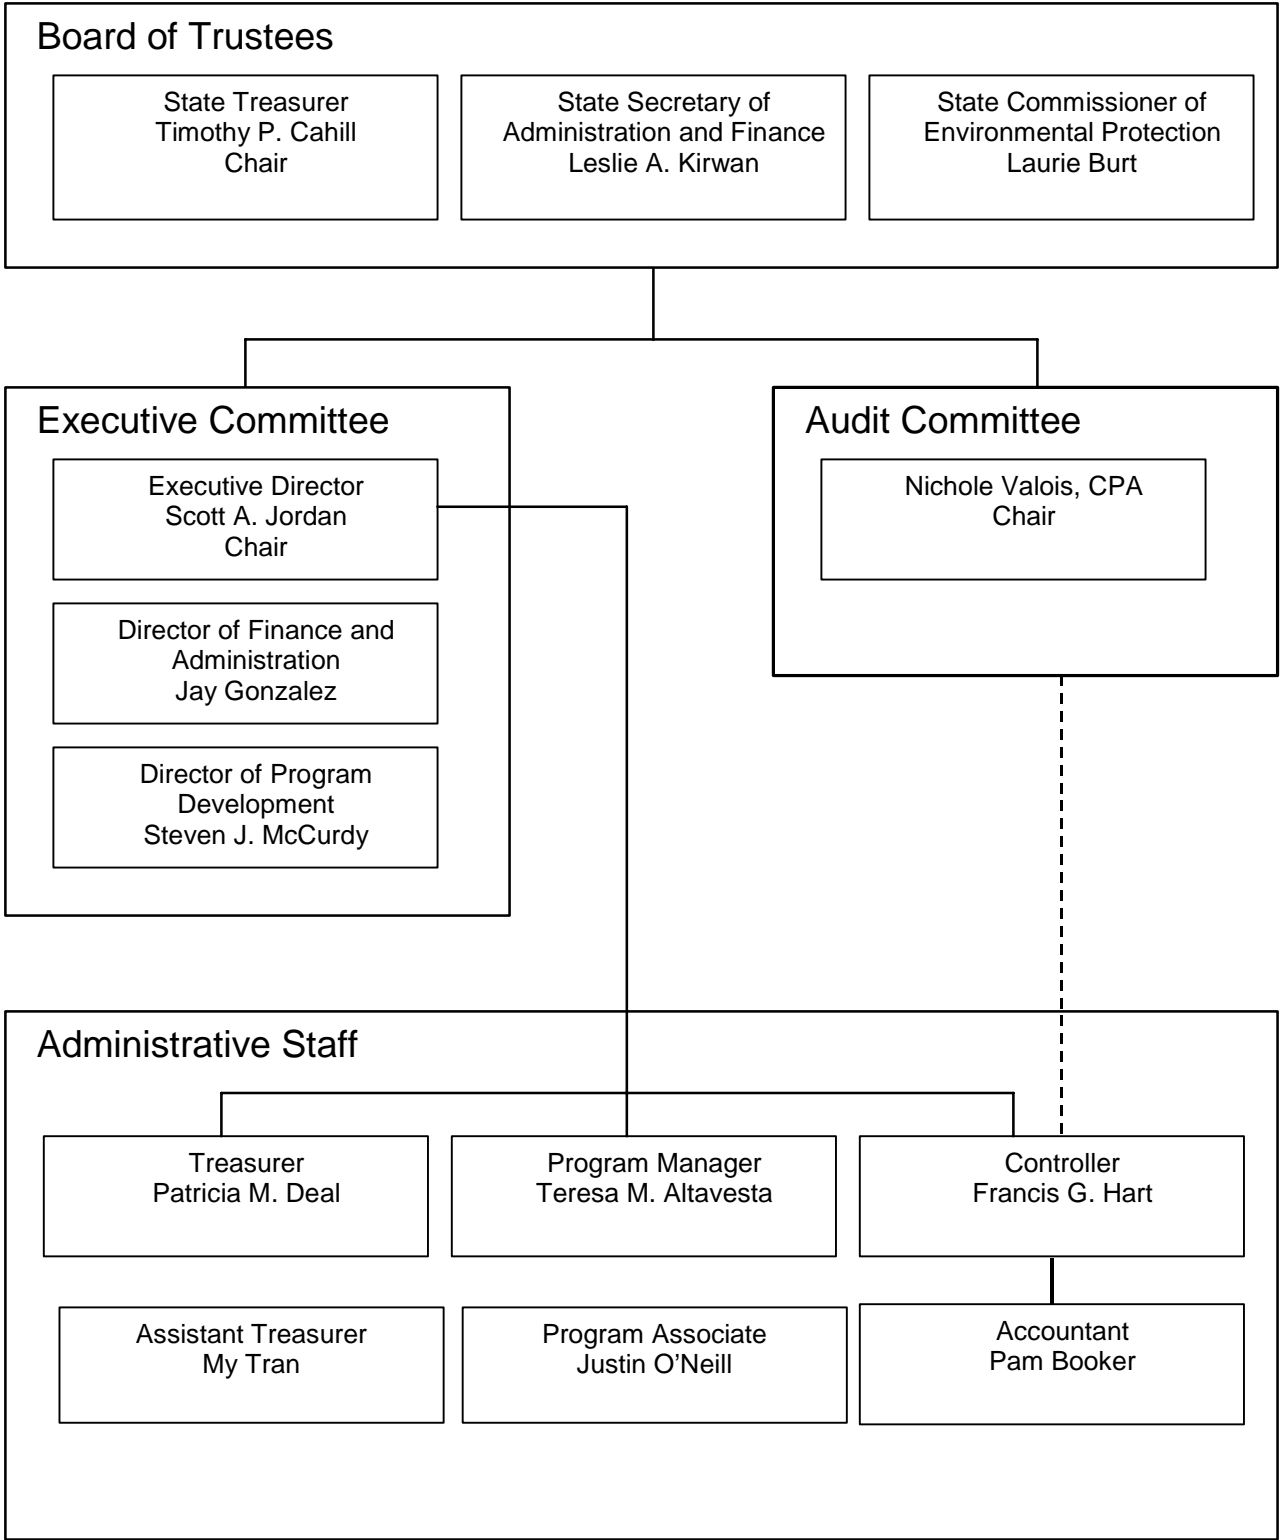 Board of Trustees
State Treasurer
Timothy P. Cahill
Chair
State Secretary of
Administration and Finance
Leslie A. Kirwan
State Commissioner of
Environmental Protection
Laurie Burt
Executive Committee
Executive Director
Scott A. Jordan
Chair
Director of Finance and
Administration
Jay Gonzalez
Director of Program
Development
Steven J. McCurdy
Audit Committee
Nichole Valois, CPA
Chair
Administrative Staff
Treasurer
Patricia M. Deal
Program Manager
Teresa M. Altavesta
Controller
Francis G. Hart
Assistant Treasurer
My Tran
Program Associate
Justin O’Neill
Accountant
Pam Booker